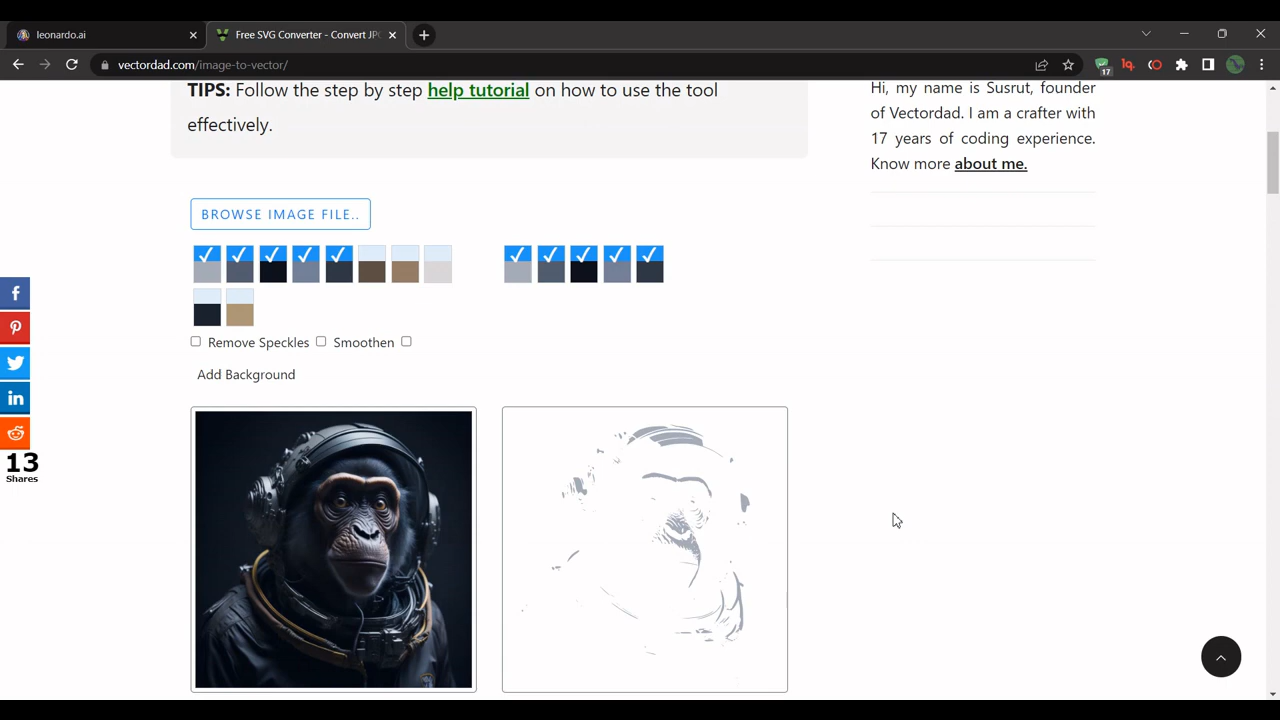 leonardo.ai
Free SVG Converter - Convert JPG
vectordad.com/image-to-vector/
17
TIPS: Follow the step by step help tutorial on how to use the tool
effectively.
Hi, my name is Susrut, founder
of Vectordad. I am a crafter with
17 years of coding experience.
Know more about me.
BROWSE IMAGE FILE..
Remove Speckles
Smoothen
Add Background
13
Shares